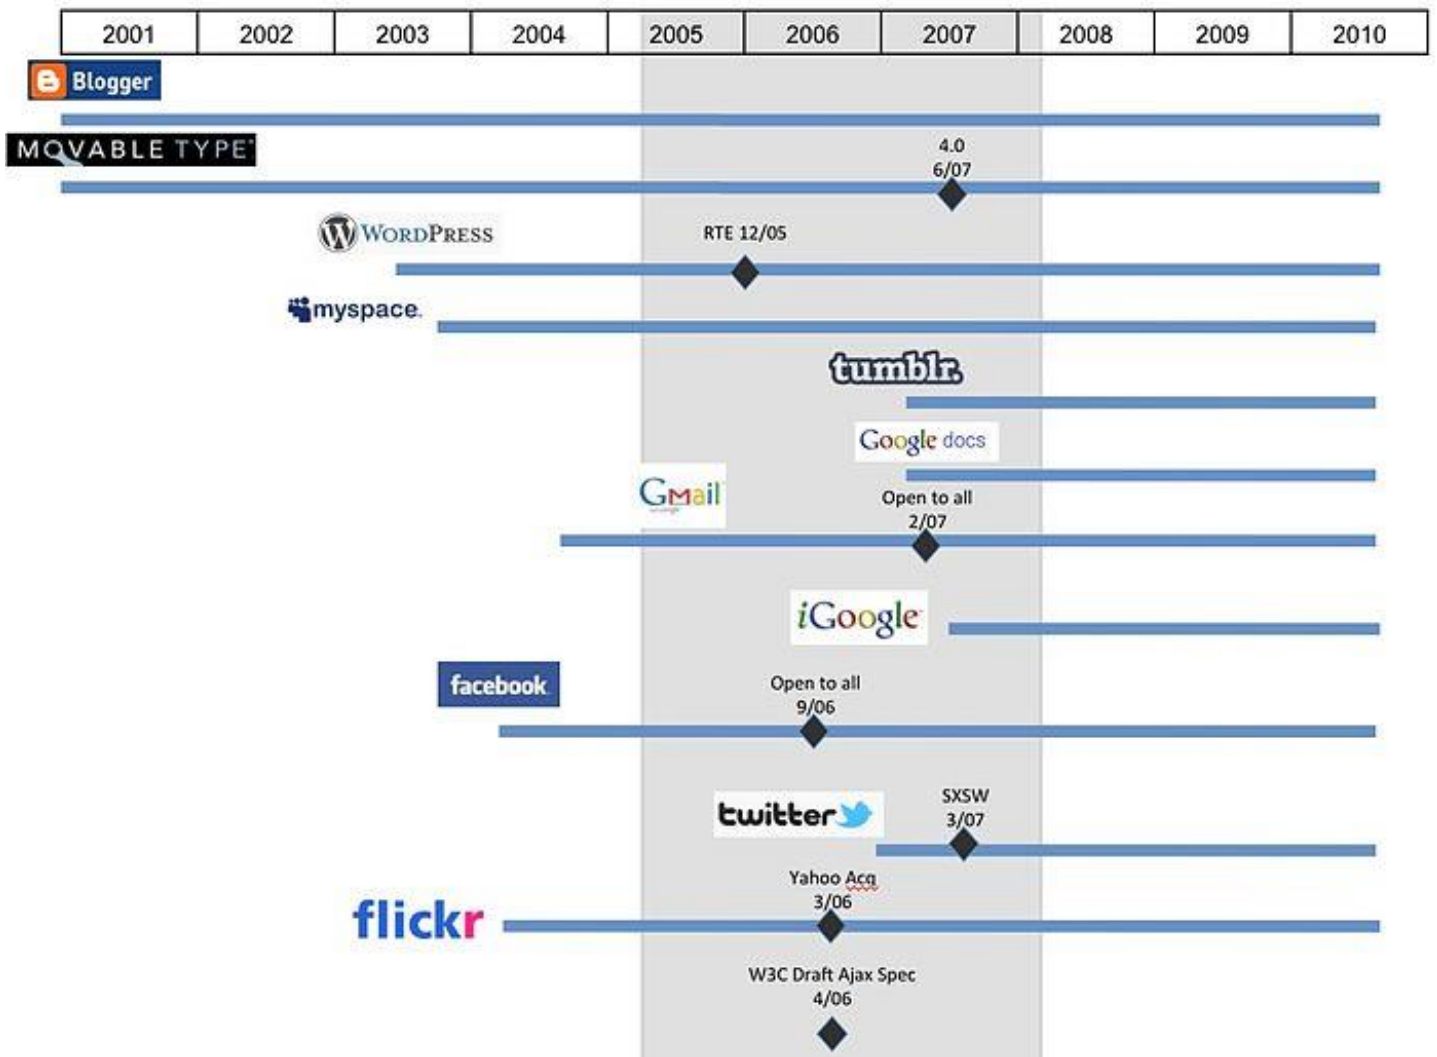 2001 2002 2003 2004 2005 2006 2007 2008 2009 2010
Blogger
MOVABLE TYPE
4.0
6/07
WORDPRESS
RTE 12/05
myspace.
tumblr.
Google docs
Gmail
Open to all
2/07
iGoogle
facebook
Open to all
9/06
twitter
SXSW
3/07
Yahoo Acq
3/06
flickr
W3C Draft Ajax Spec
4/06